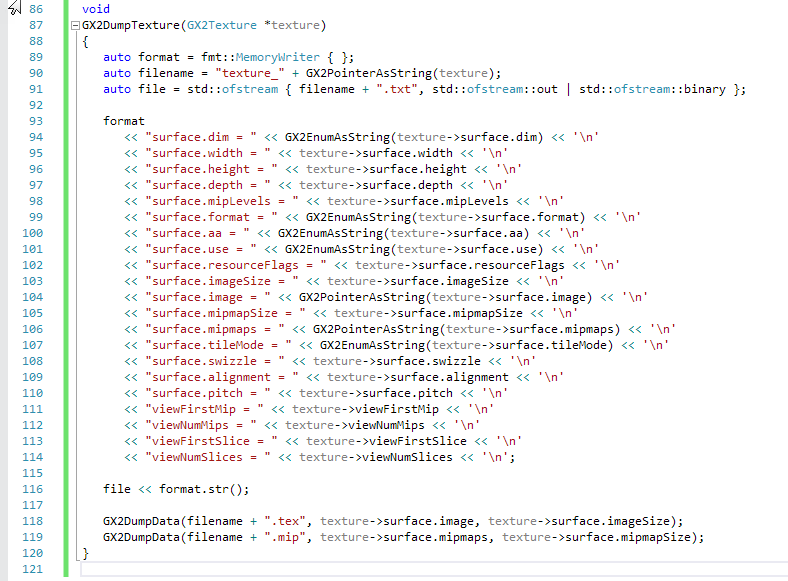 86 void
87 GX2DumpTexture(GX2Texture *texture)
88 {
89    auto format = fmt::MemoryWriter { };
90    auto filename = "texture_" + GX2PointerAsString(texture);
91    auto file = std::ofstream { filename + ".txt", std::ofstream::out | std::ofstream::binary };
92
93    format
94       << "surface.dim = " << GX2EnumAsString(texture->surface.dim) << '\n'
95       << "surface.width = " << texture->surface.width << '\n'
96       << "surface.height = " << texture->surface.height << '\n'
97       << "surface.depth = " << texture->surface.depth << '\n'
98       << "surface.mipLevels = " << texture->surface.mipLevels << '\n'
99       << "surface.format = " << GX2EnumAsString(texture->surface.format) << '\n'
100       << "surface.aa = " << GX2EnumAsString(texture->surface.aa) << '\n'
101       << "surface.use = " << GX2EnumAsString(texture->surface.use) << '\n'
102       << "surface.resourceFlags = " << texture->surface.resourceFlags << '\n'
103       << "surface.imageSize = " << texture->surface.imageSize << '\n'
104       << "surface.image = " << GX2PointerAsString(texture->surface.image) << '\n'
105       << "surface.mipmapSize = " << texture->surface.mipmapSize << '\n'
106       << "surface.mipmaps = " << GX2PointerAsString(texture->surface.mipmaps) << '\n'
107       << "surface.tileMode = " << GX2EnumAsString(texture->surface.tileMode) << '\n'
108       << "surface.swizzle = " << texture->surface.swizzle << '\n'
109       << "surface.alignment = " << texture->surface.alignment << '\n'
110       << "surface.pitch = " << texture->surface.pitch << '\n'
111       << "viewFirstMip = " << texture->viewFirstMip << '\n'
112       << "viewNumMips = " << texture->viewNumMips << '\n'
113       << "viewFirstSlice = " << texture->viewFirstSlice << '\n'
114       << "viewNumSlices = " << texture->viewNumSlices << '\n';
115
116    file << format.str();
117
118    GX2DumpData(filename + ".tex", texture->surface.image, texture->surface.imageSize);
119    GX2DumpData(filename + ".mip", texture->surface.mipmaps, texture->surface.mipmapSize);
120 }
121